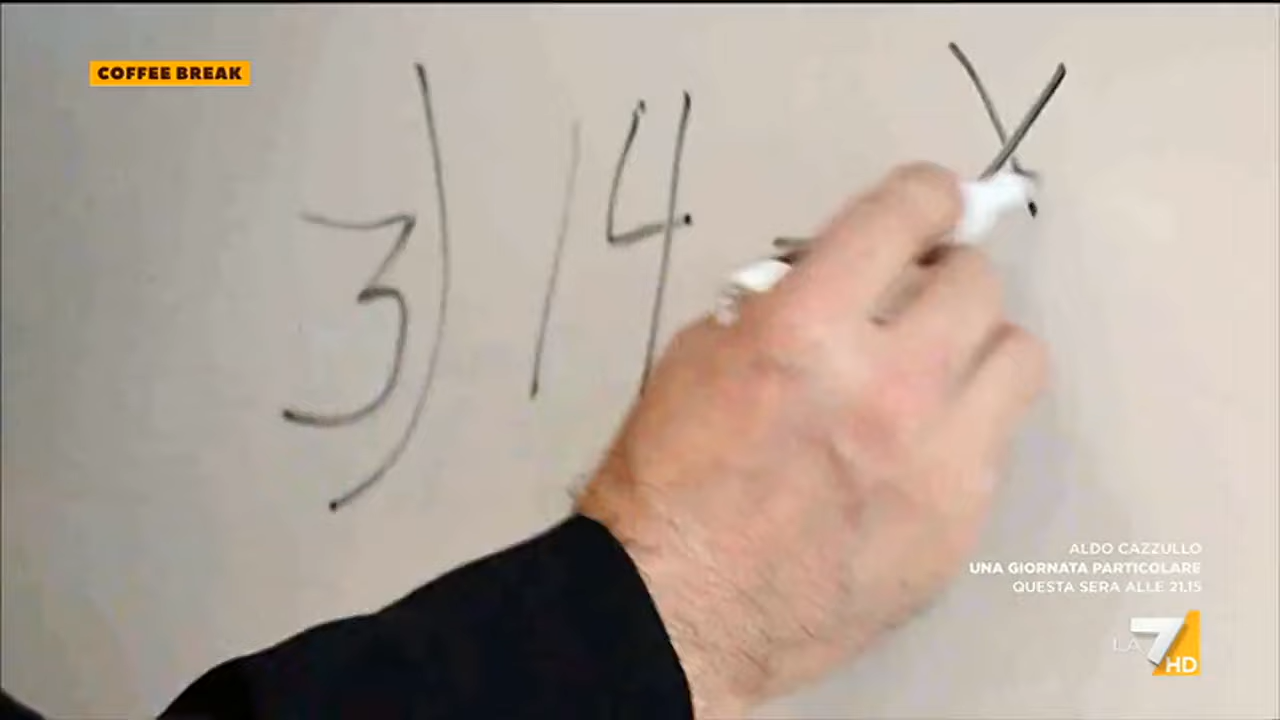 COFFEE BREAK
3) 14 - X
ALDO CAZZULLO
UNA GIORNATA PARTICOLARE
QUESTA SERA ALLE 21.15
LA7 HD